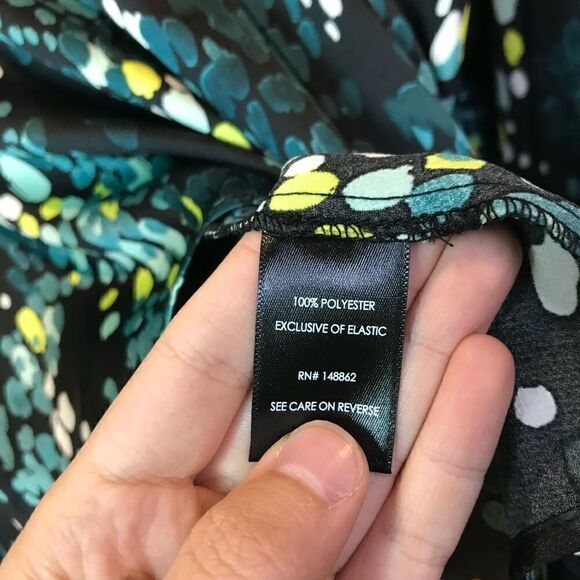 100% POLYESTER
EXCLUSIVE OF ELASTIC
RN# 148862
SEE CARE ON REVERSE